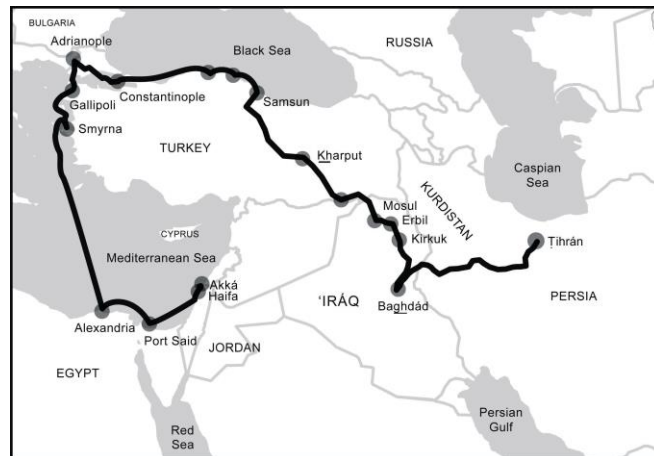 BULGARIA
Adrianople
Black Sea
RUSSIA
Gallipoli
Constantinople
Samsun
Smyrna
TURKEY
Kharput
Caspian
Sea
KURDISTAN
Mosul
Erbil
Kirkuk
CYPRUS
Mediterranean Sea
Ṭihrán
Akká
Haifa
'IRÁQ
Baghdád
PERSIA
Alexandria
Port Said
JORDAN
EGYPT
Persian
Gulf
Red
Sea